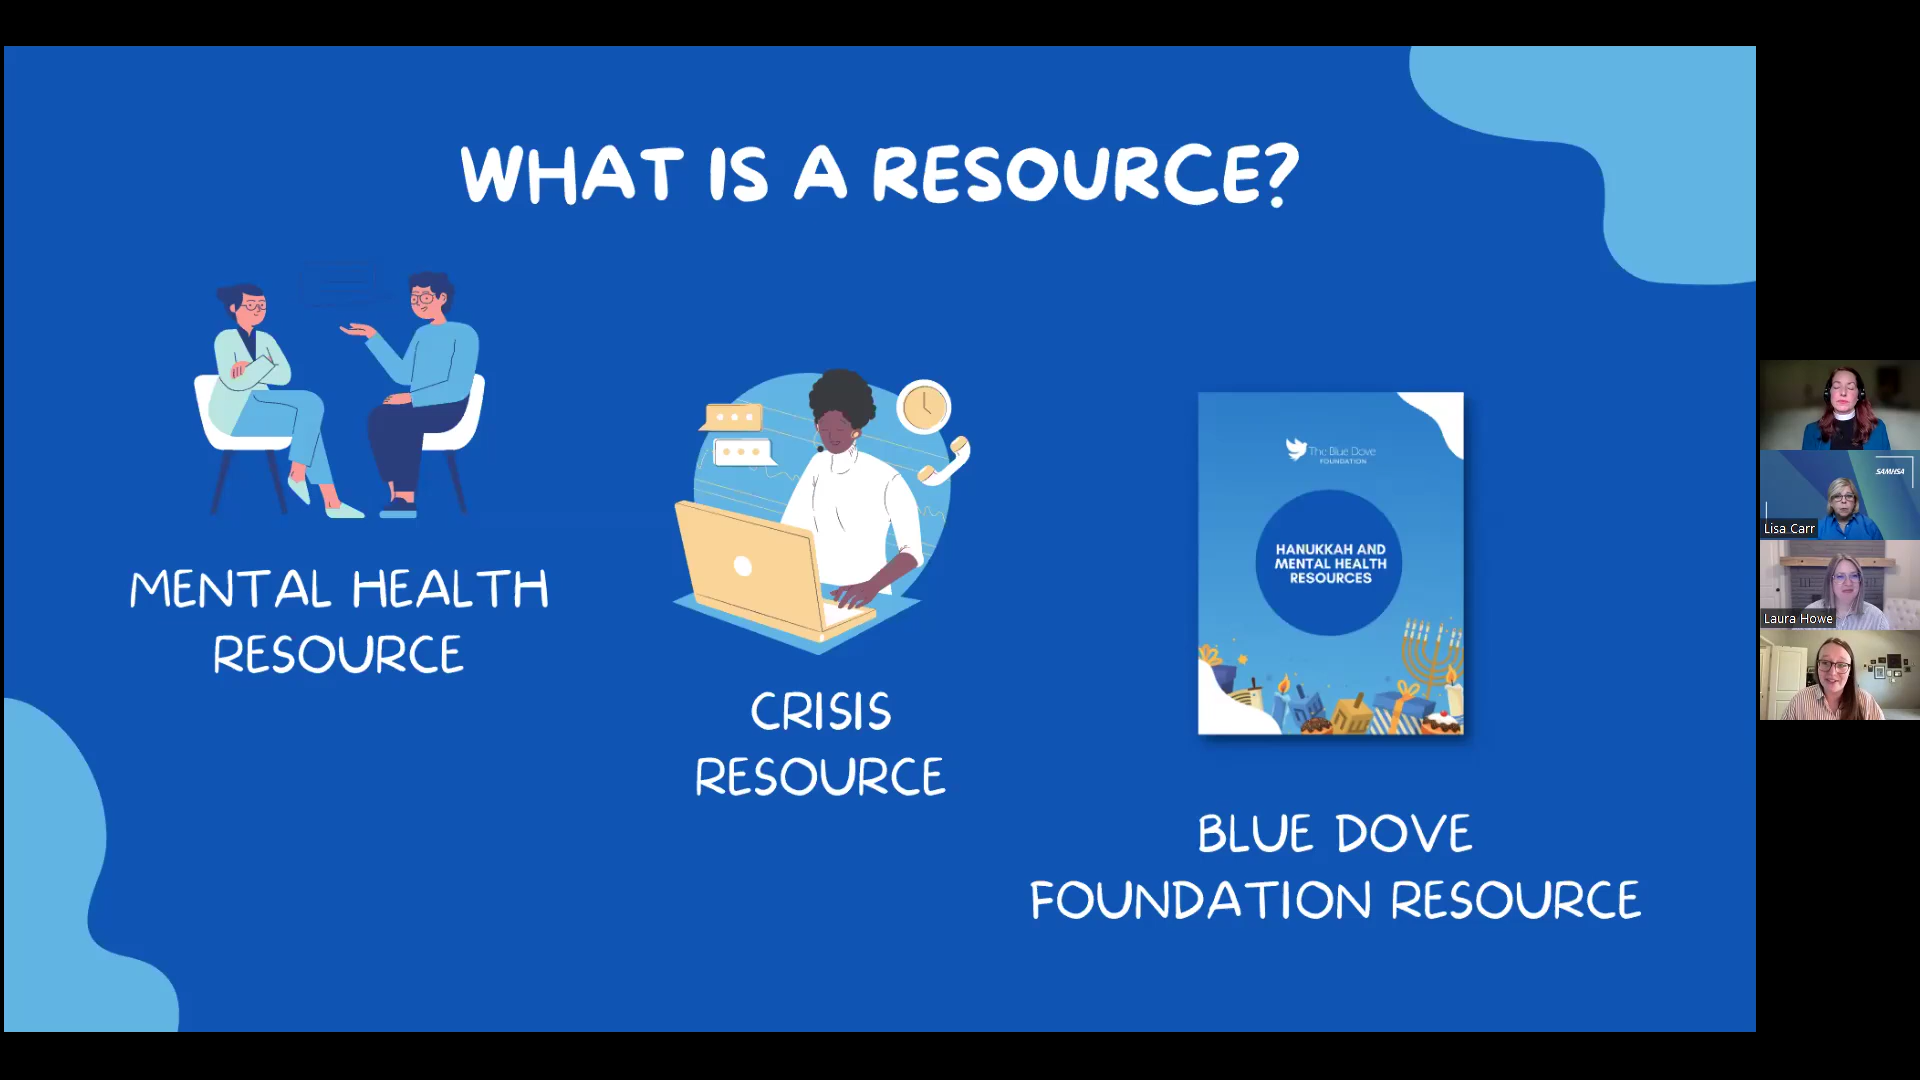 WHAT IS A RESOURCE?
MENTAL HEALTH
RESOURCE
CRISIS
RESOURCE
The Blue Dove
FOUNDATION
HANUKKAH AND
MENTAL HEALTH
RESOURCES
BLUE DOVE
FOUNDATION RESOURCE
SAMHSA
Lisa Carr
Laura Howe